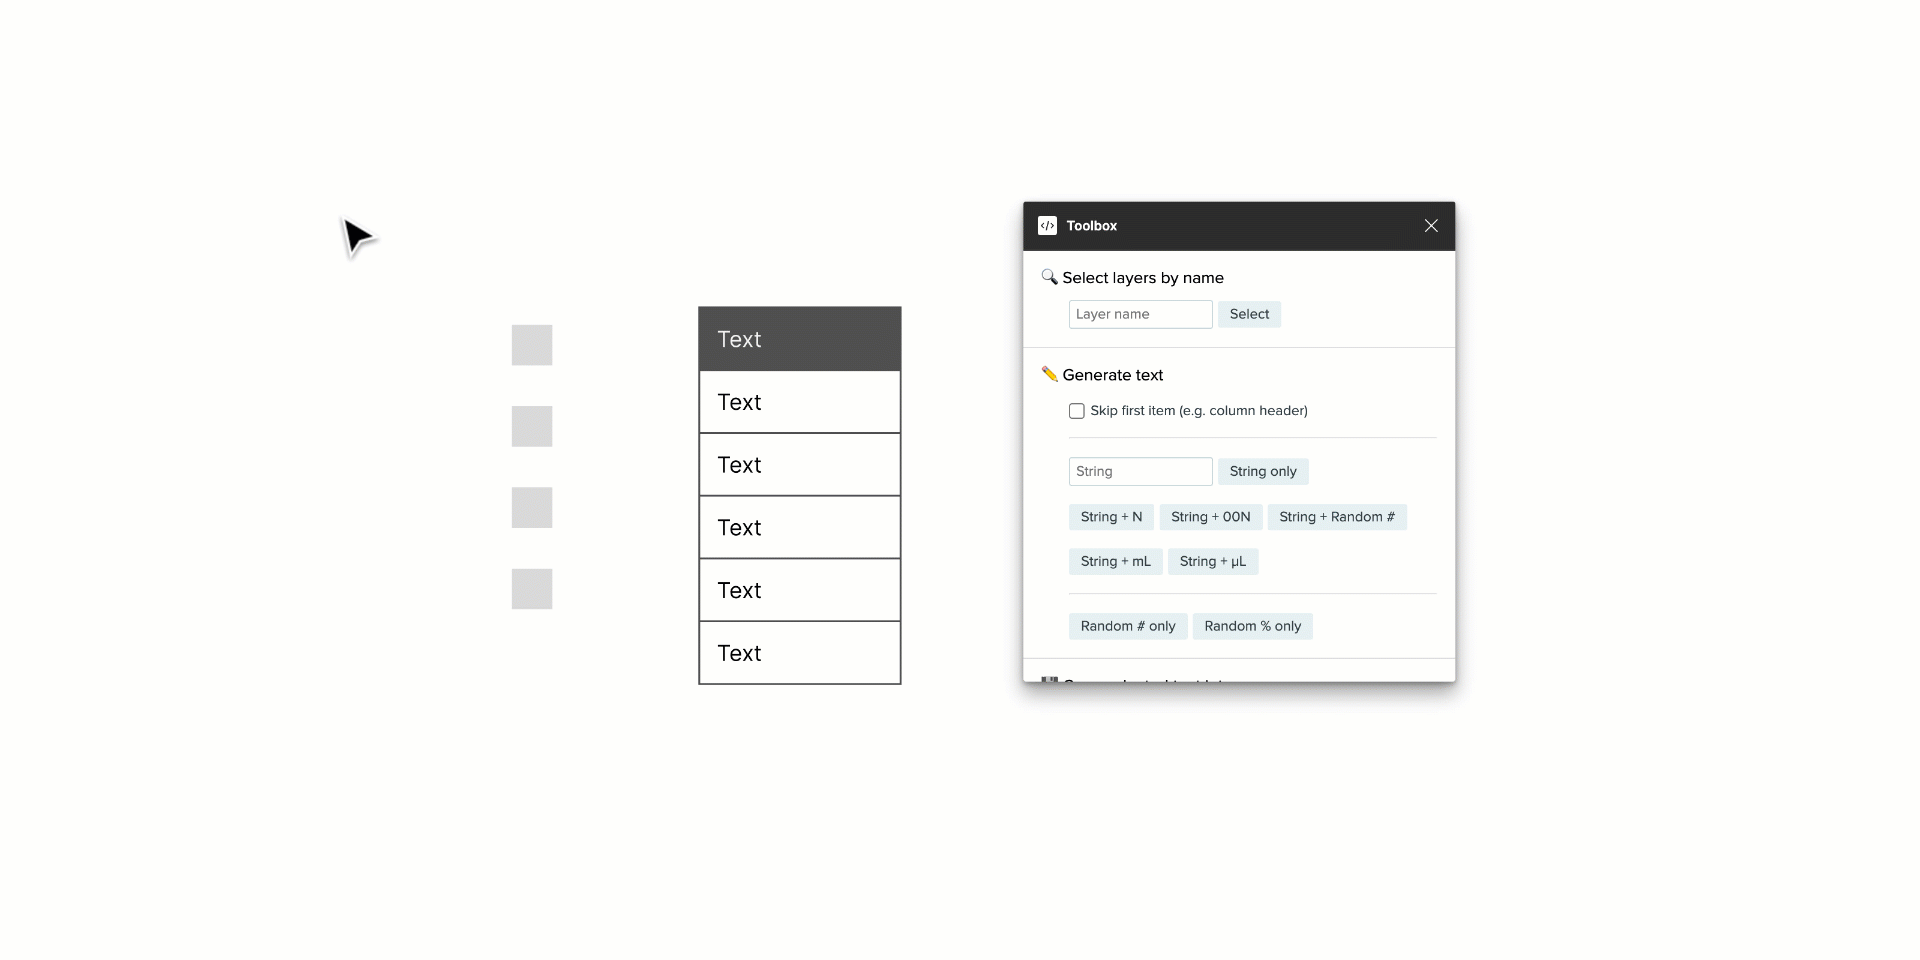 Text
Text
Text
Text
Text
Text
Toolbox
Select layers by name
Layer name
Select
Generate text
Skip first item (e.g. column header)
String
String only
String + N
String + 00N
String + Random #
String + mL
String + µL
Random # only
Random % only